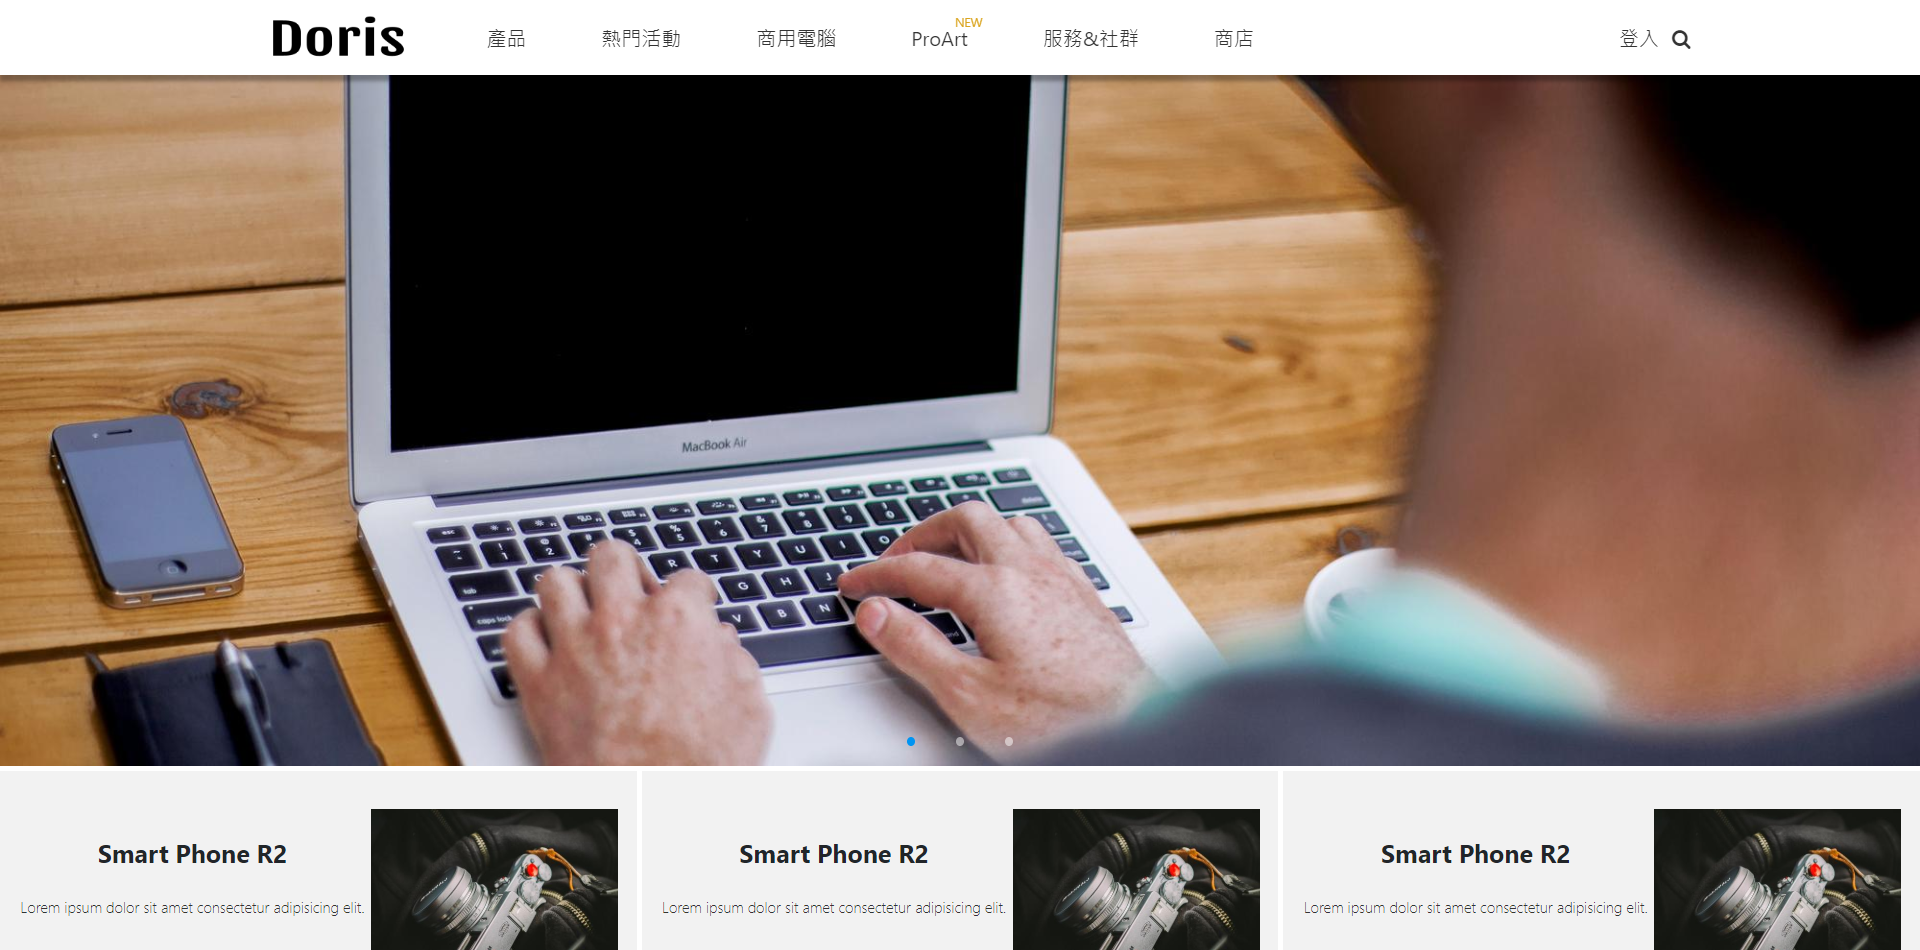 Doris
產品
熱門活動
商用電腦
NEW
ProArt
服務&社群
商店
登入
MacBook Air
Smart Phone R2
Lorem ipsum dolor sit amet consectetur adipisicing elit.
Smart Phone R2
Lorem ipsum dolor sit amet consectetur adipisicing elit.
Smart Phone R2
Lorem ipsum dolor sit amet consectetur adipisicing elit.